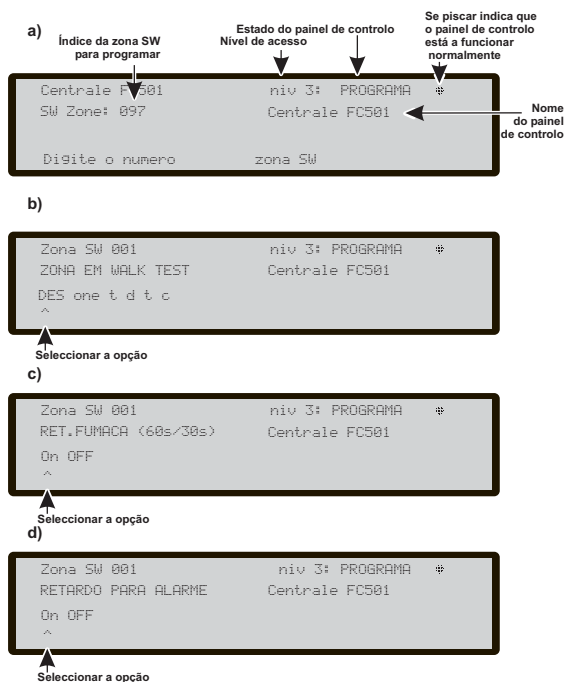 a)
Índice da zona SW
para programar
Nível de acesso
Estado do painel de controlo
Se piscar indica que
o painel de controlo
está a funcionar
normalmente
Centrale FC501 niv 3: PROGRAMA
SW Zone: 097 Centrale FC501
Nome
do painel
de controlo
Digite o numero zona SW
b)
Zona SW 001 niv 3: PROGRAMA
ZONA EM WALK TEST Centrale FC501
DES one t d t c
^
Seleccionar a opção
c)
Zona SW 001 niv 3: PROGRAMA
RET.FUMACA (60s/30s) Centrale FC501
On OFF
^
Seleccionar a opção
d)
Zona SW 001 niv 3: PROGRAMA
RETARDO PARA ALARME Centrale FC501
On OFF
^
Seleccionar a opção